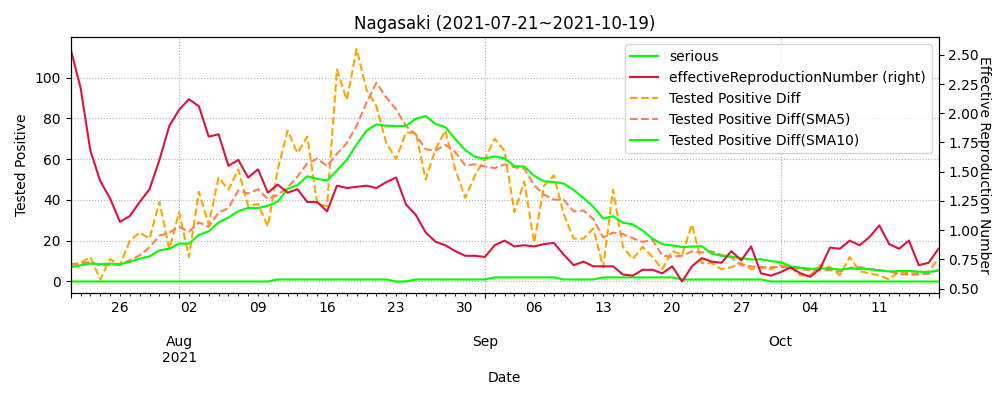 Nagasaki (2021-07-21~2021-10-19)
serious
effectiveReproductionNumber (right)
Tested Positive Diff
Tested Positive Diff(SMA5)
Tested Positive Diff(SMA10)
Tested Positive
100
80
60
40
20
0
2.50
2.25
2.00
1.75
1.50
1.25
1.00
0.75
0.50
Effective Reproduction Number
26 02 09 16 23 30 06 13 20 27 04 11
Aug Sep Oct
2021
Date